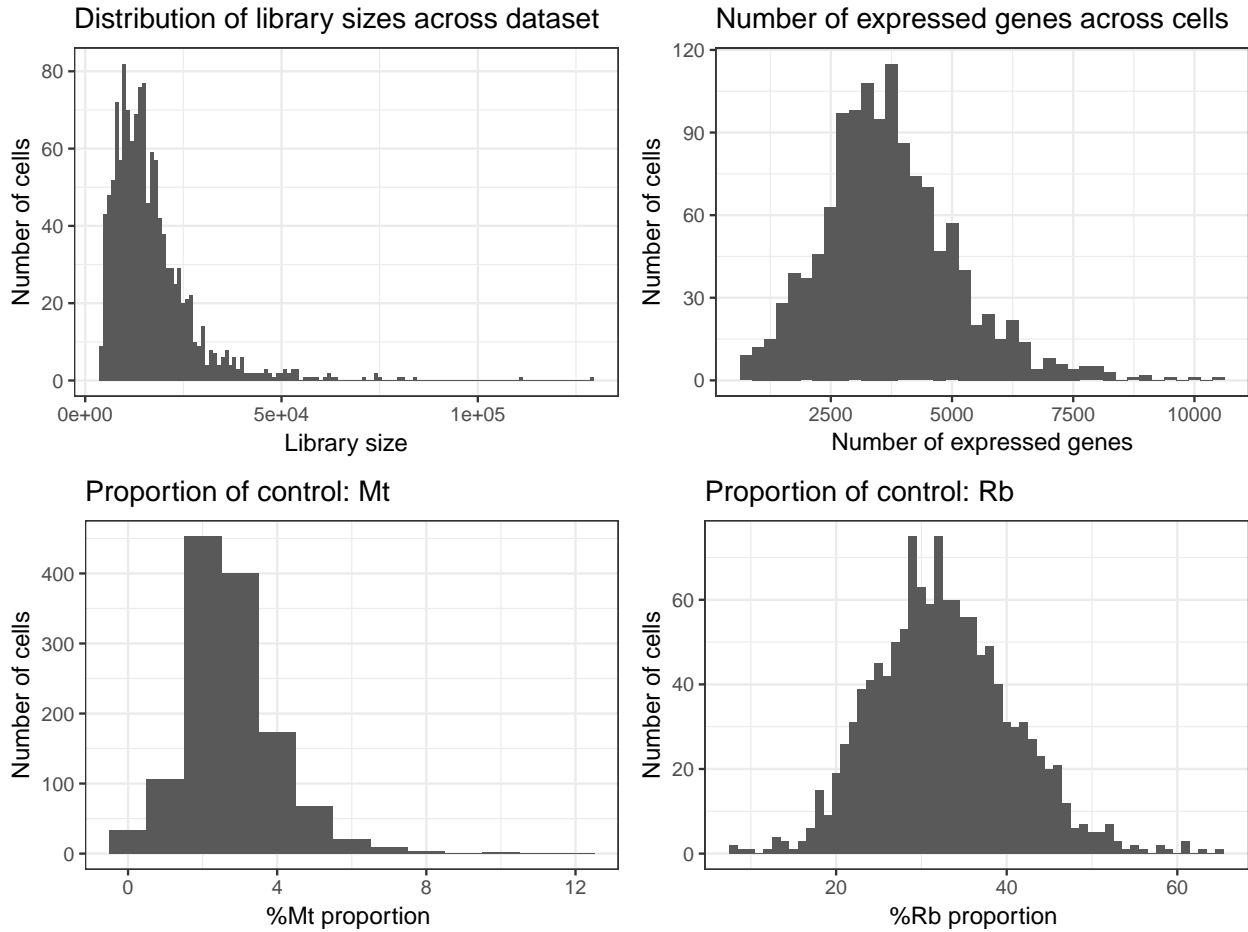 Distribution of library sizes across dataset
Number of cells
80
60
40
20
0
0e+00 5e+04 1e+05
Library size
Number of expressed genes across cells
Number of cells
120
90
60
30
0
2500 5000 7500 10000
Number of expressed genes
Proportion of control: Mt
Number of cells
400
300
200
100
0
0 4 8 12
%Mt proportion
Proportion of control: Rb
Number of cells
60
40
20
0
20 40 60
%Rb proportion